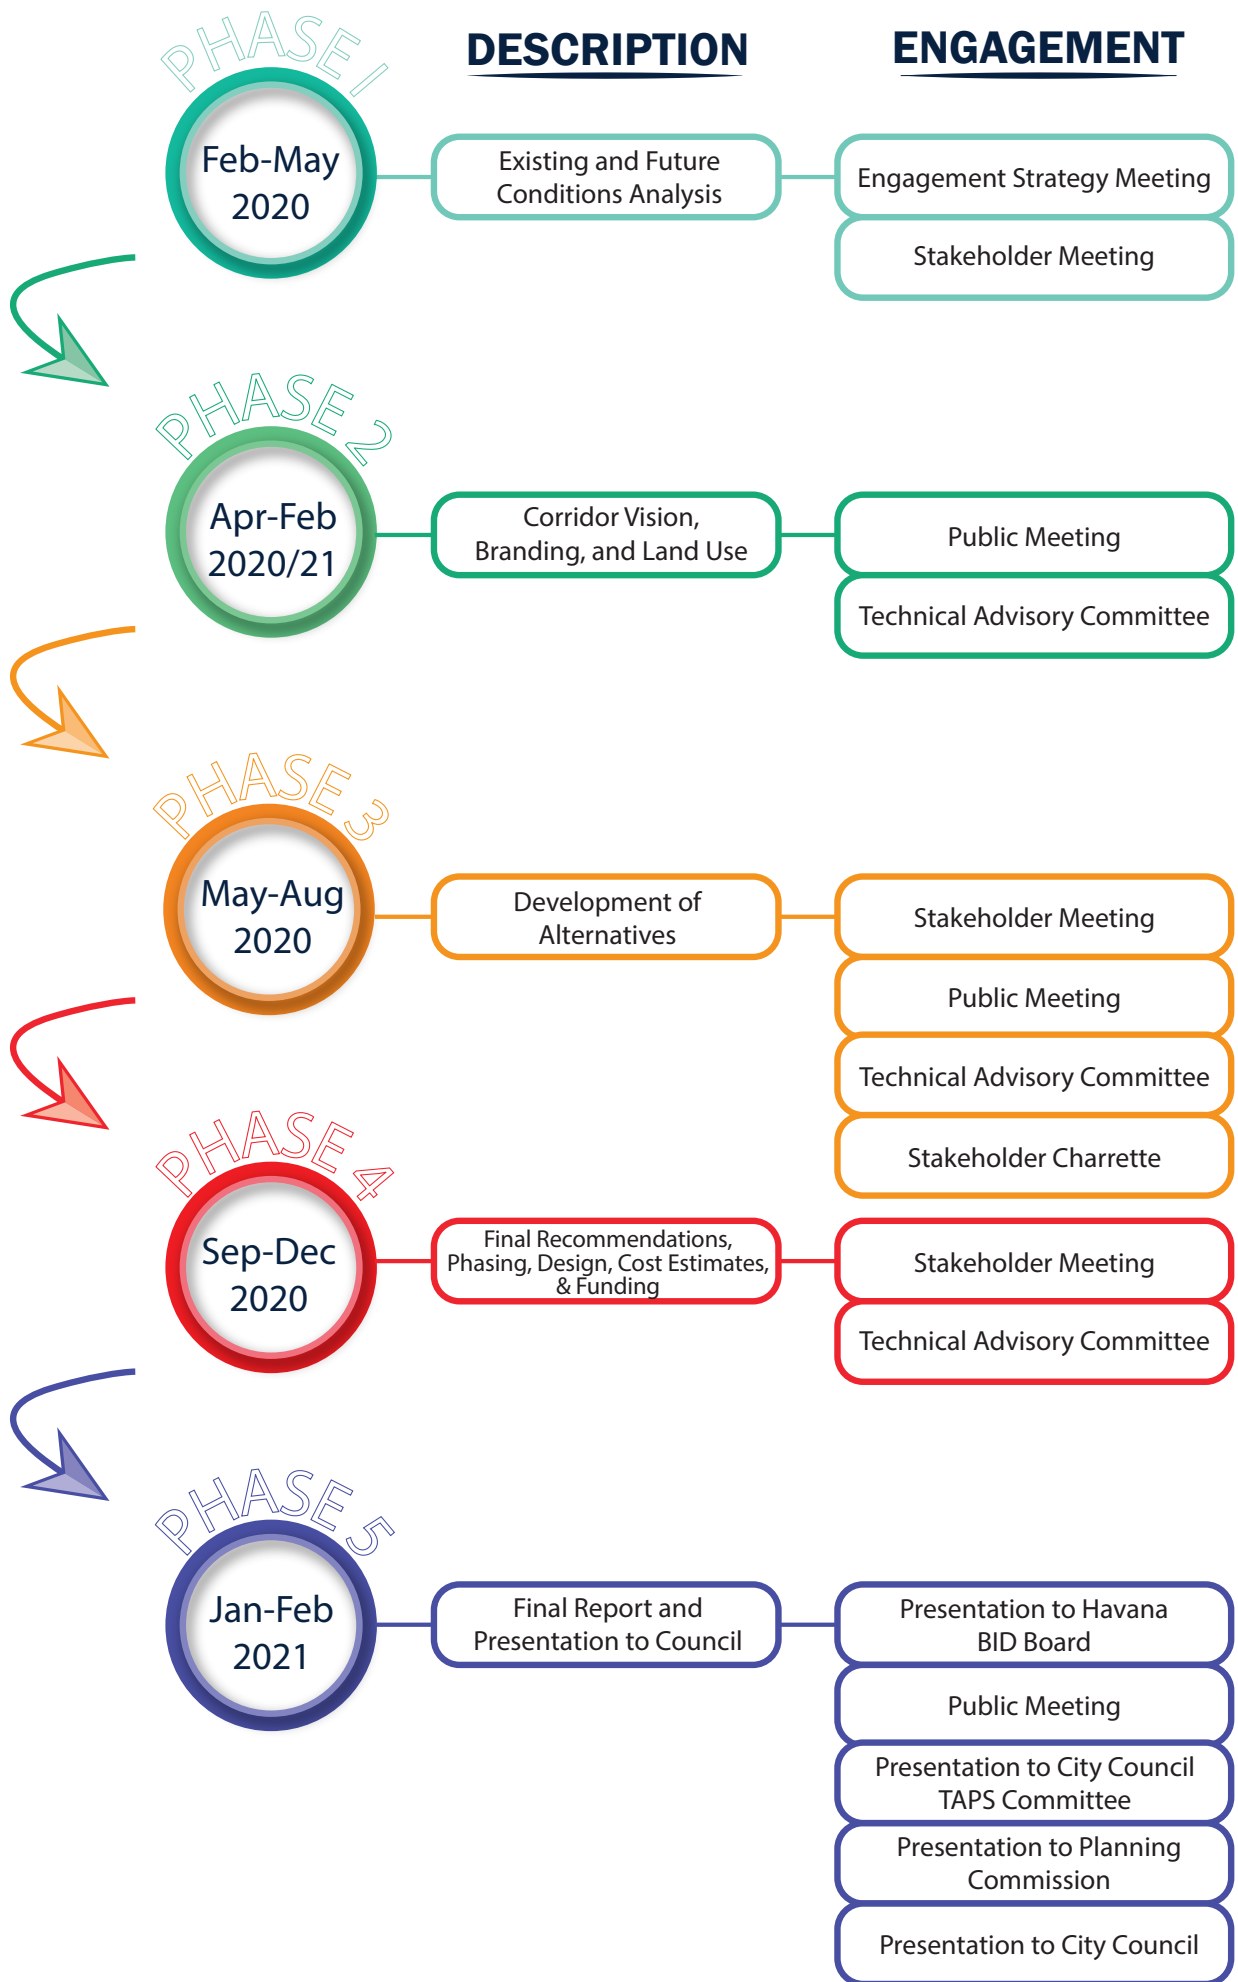 DESCRIPTION
ENGAGEMENT
PHASE 1
Feb-May
2020
Existing and Future
Conditions Analysis
Engagement Strategy Meeting
Stakeholder Meeting
PHASE 2
Apr-Feb
2020/21
Corridor Vision,
Branding, and Land Use
Public Meeting
Technical Advisory Committee
PHASE 3
May-Aug
2020
Development of
Alternatives
Stakeholder Meeting
Public Meeting
Technical Advisory Committee
Stakeholder Charrette
PHASE 4
Sep-Dec
2020
Final Recommendations,
Phasing, Design, Cost Estimates,
& Funding
Stakeholder Meeting
Technical Advisory Committee
PHASE 5
Jan-Feb
2021
Final Report and
Presentation to Council
Presentation to Havana
BID Board
Public Meeting
Presentation to City Council
TAPS Committee
Presentation to Planning
Commission
Presentation to City Council